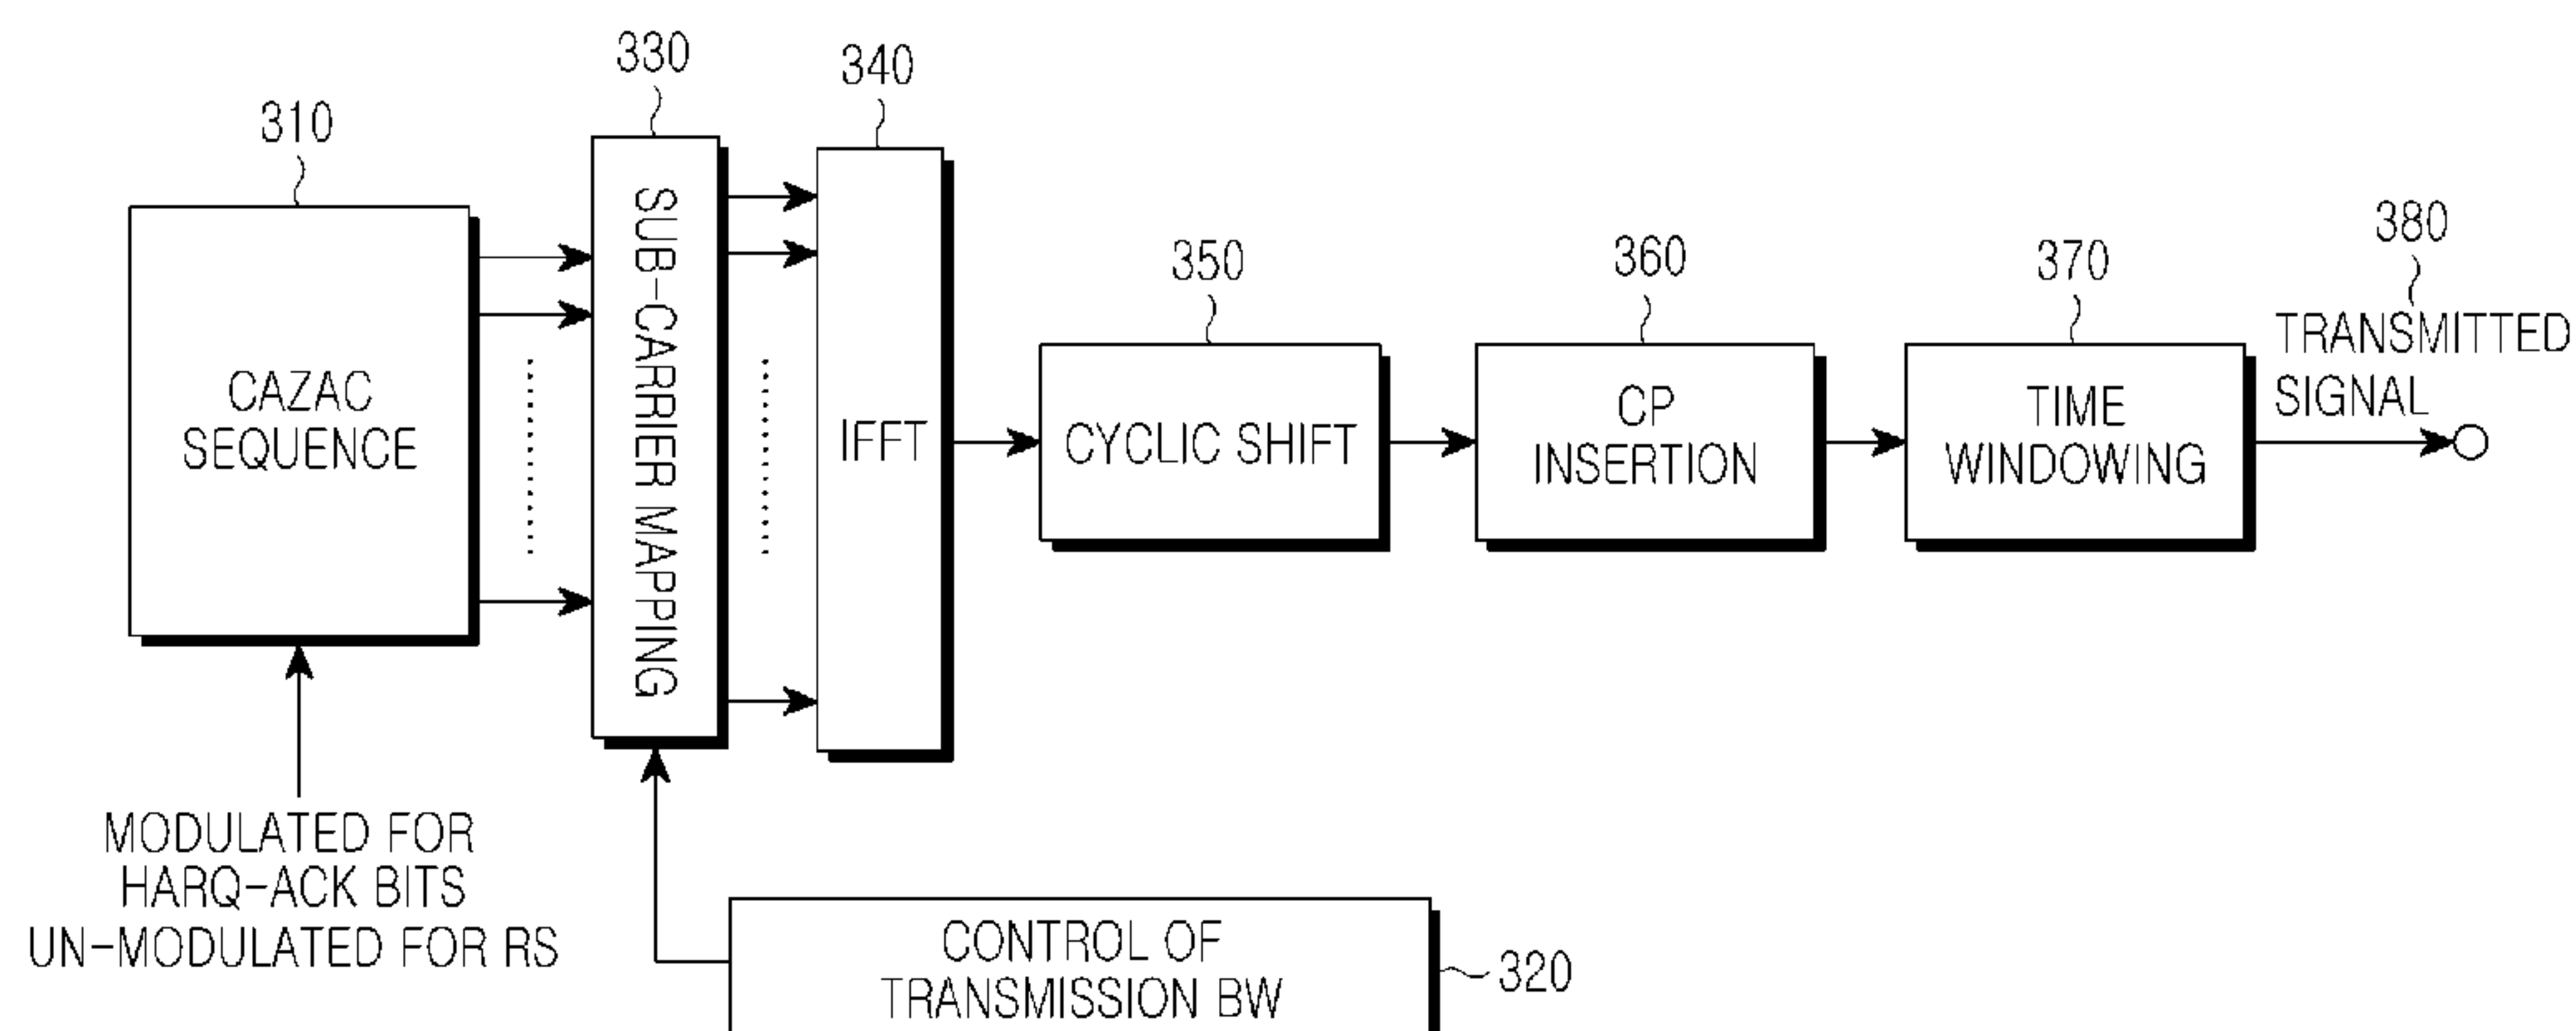 330
340
310
380
350
360
370
TRANSMITTED
SIGNAL
SUB-CARRIER MAPPING
CAZAC
SEQUENCE
IFFT
CYCLIC SHIFT
CP
INSERTION
TIME
WINDOWING
MODULATED FOR
HARQ-ACK BITS
UN-MODULATED FOR RS
CONTROL OF
TRANSMISSION BW
320